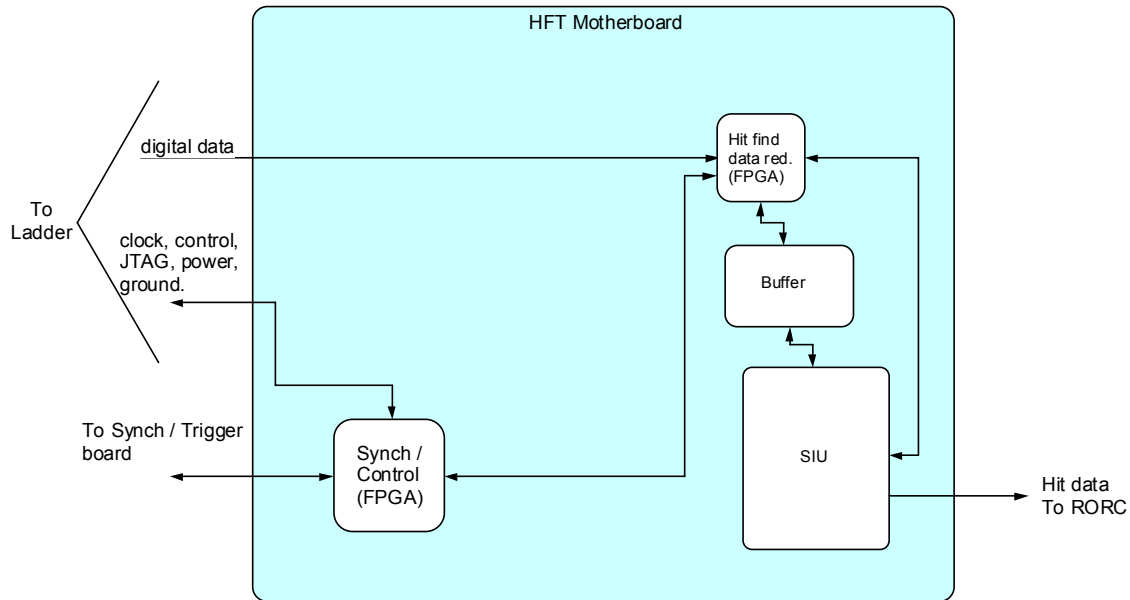 HFT Motherboard
digital data
Hit find
data red.
(FPGA)
To
Ladder
clock, control,
JTAG, power,
ground.
Buffer
To Synch / Trigger
board
Synch /
Control
(FPGA)
SIU
Hit data
To RORC